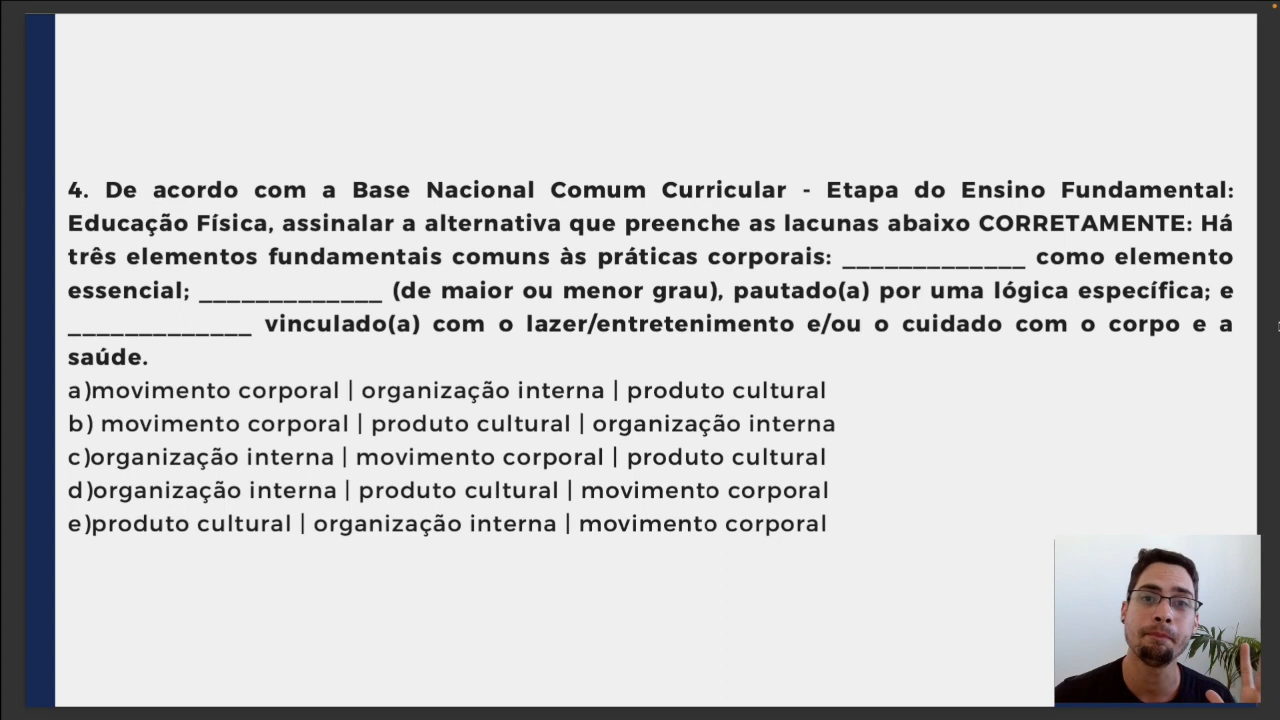 4. De acordo com a Base Nacional Comum Curricular - Etapa do Ensino Fundamental:
Educação Física, assinalar a alternativa que preenche as lacunas abaixo CORRETAMENTE: Há
três elementos fundamentais comuns às práticas corporais: _____________ como elemento
essencial; _____________ (de maior ou menor grau), pautado(a) por uma lógica específica; e
_____________ vinculado(a) com o lazer/entretenimento e/ou o cuidado com o corpo e a
saúde.
a)movimento corporal | organização interna | produto cultural
b) movimento corporal | produto cultural | organização interna
c)organização interna | movimento corporal | produto cultural
d)organização interna | produto cultural | movimento corporal
e)produto cultural | organização interna | movimento corporal